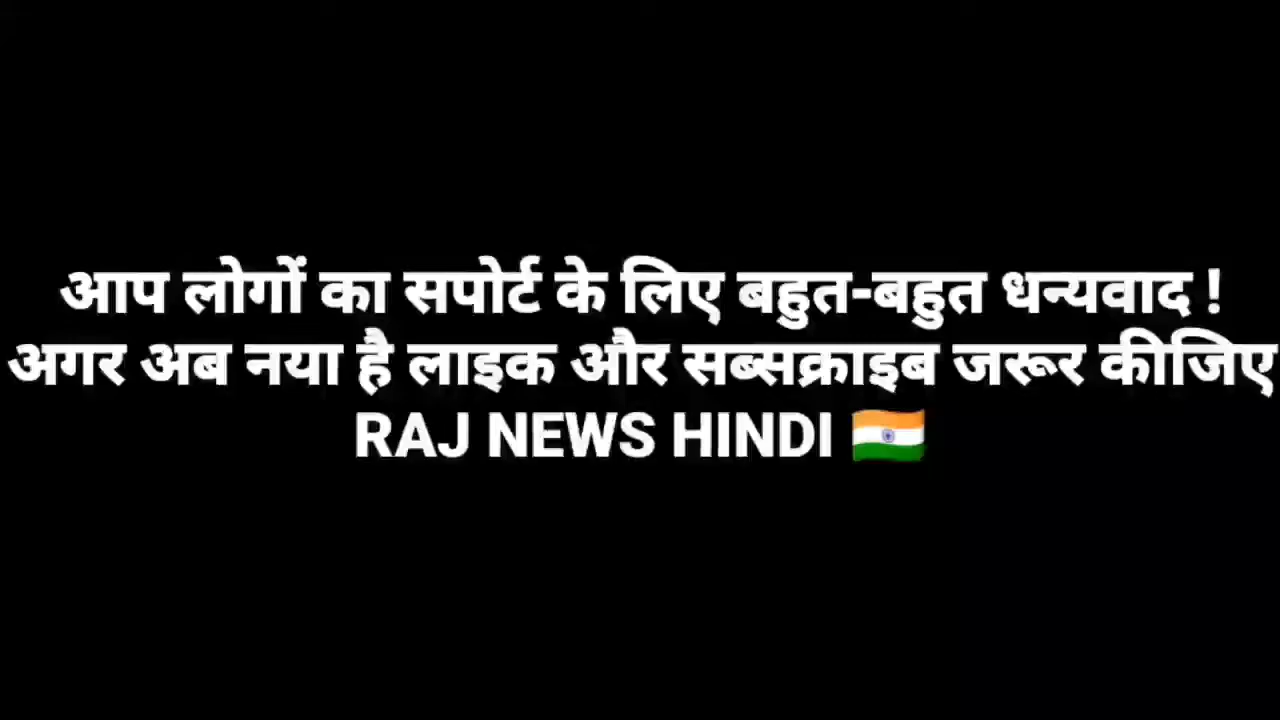 आप लोगों का सपोर्ट के लिए बहुत-बहुत धन्यवाद !
अगर अब नया है लाइक और सब्सक्राइब जरूर कीजिए
RAJ NEWS HINDI 🇮🇳